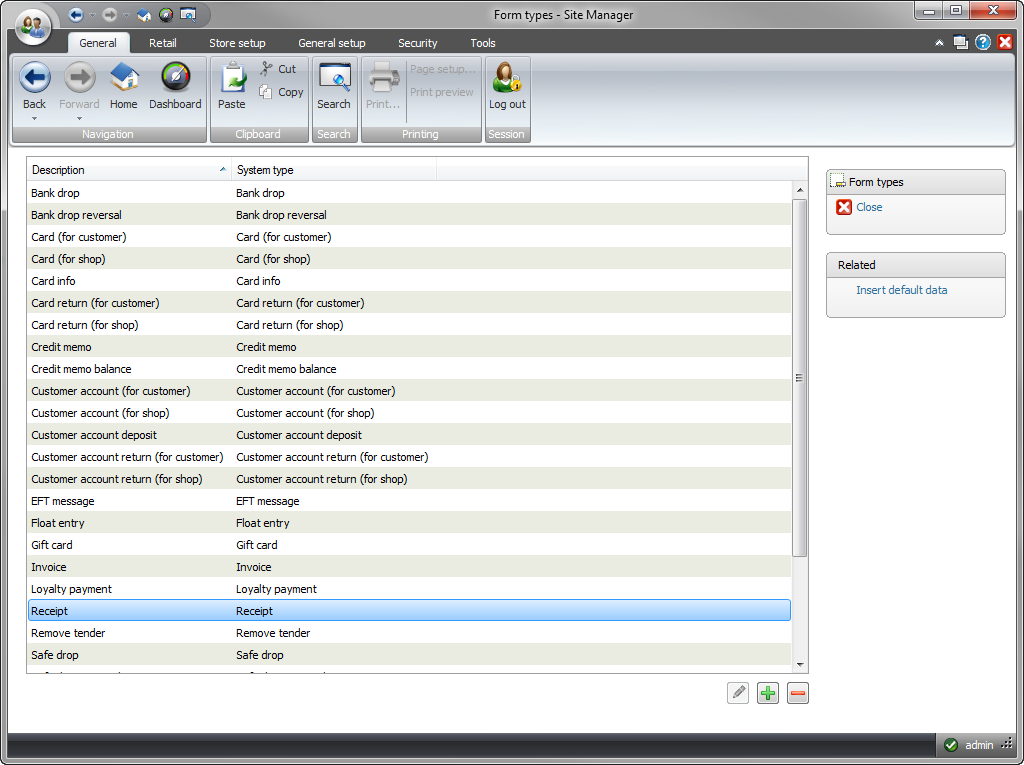 Form types - Site Manager
General Retail Store setup General setup Security Tools
Back Forward Home Dashboard
Navigation
Paste Cut
Copy
Clipboard
Search
Search
Print... Page setup...
Print preview
Printing
Log out
Session
Description System type
Bank drop Bank drop
Bank drop reversal Bank drop reversal
Card (for customer) Card (for customer)
Card (for shop) Card (for shop)
Card info Card info
Card return (for customer) Card return (for customer)
Card return (for shop) Card return (for shop)
Credit memo Credit memo
Credit memo balance Credit memo balance
Customer account (for customer) Customer account (for customer)
Customer account (for shop) Customer account (for shop)
Customer account deposit Customer account deposit
Customer account return (for customer) Customer account return (for customer)
Customer account return (for shop) Customer account return (for shop)
EFT message EFT message
Float entry Float entry
Gift card Gift card
Invoice Invoice
Loyalty payment Loyalty payment
Receipt Receipt
Remove tender Remove tender
Safe drop Safe drop
Form types
Close
Related
Insert default data
admin